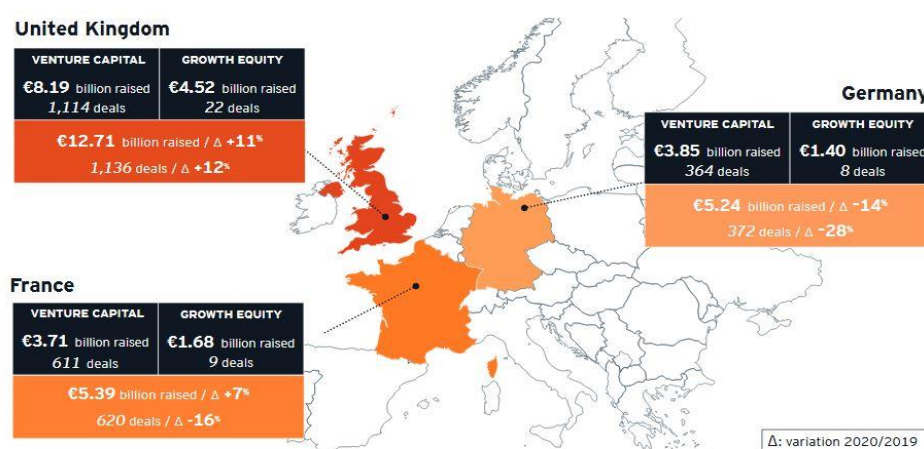 United Kingdom
VENTURE CAPITAL
€8.19 billion raised
1,114 deals
GROWTH EQUITY
€4.52 billion raised
22 deals
€12.71 billion raised / Δ +11%
1,136 deals / Δ +12%
Germany
VENTURE CAPITAL
€3.85 billion raised
364 deals
GROWTH EQUITY
€1.40 billion raised
8 deals
€5.24 billion raised / Δ -14%
372 deals / Δ -28%
France
VENTURE CAPITAL
€3.71 billion raised
611 deals
GROWTH EQUITY
€1.68 billion raised
9 deals
€5.39 billion raised / Δ +7%
620 deals / Δ -16%
Δ: variation 2020/2019